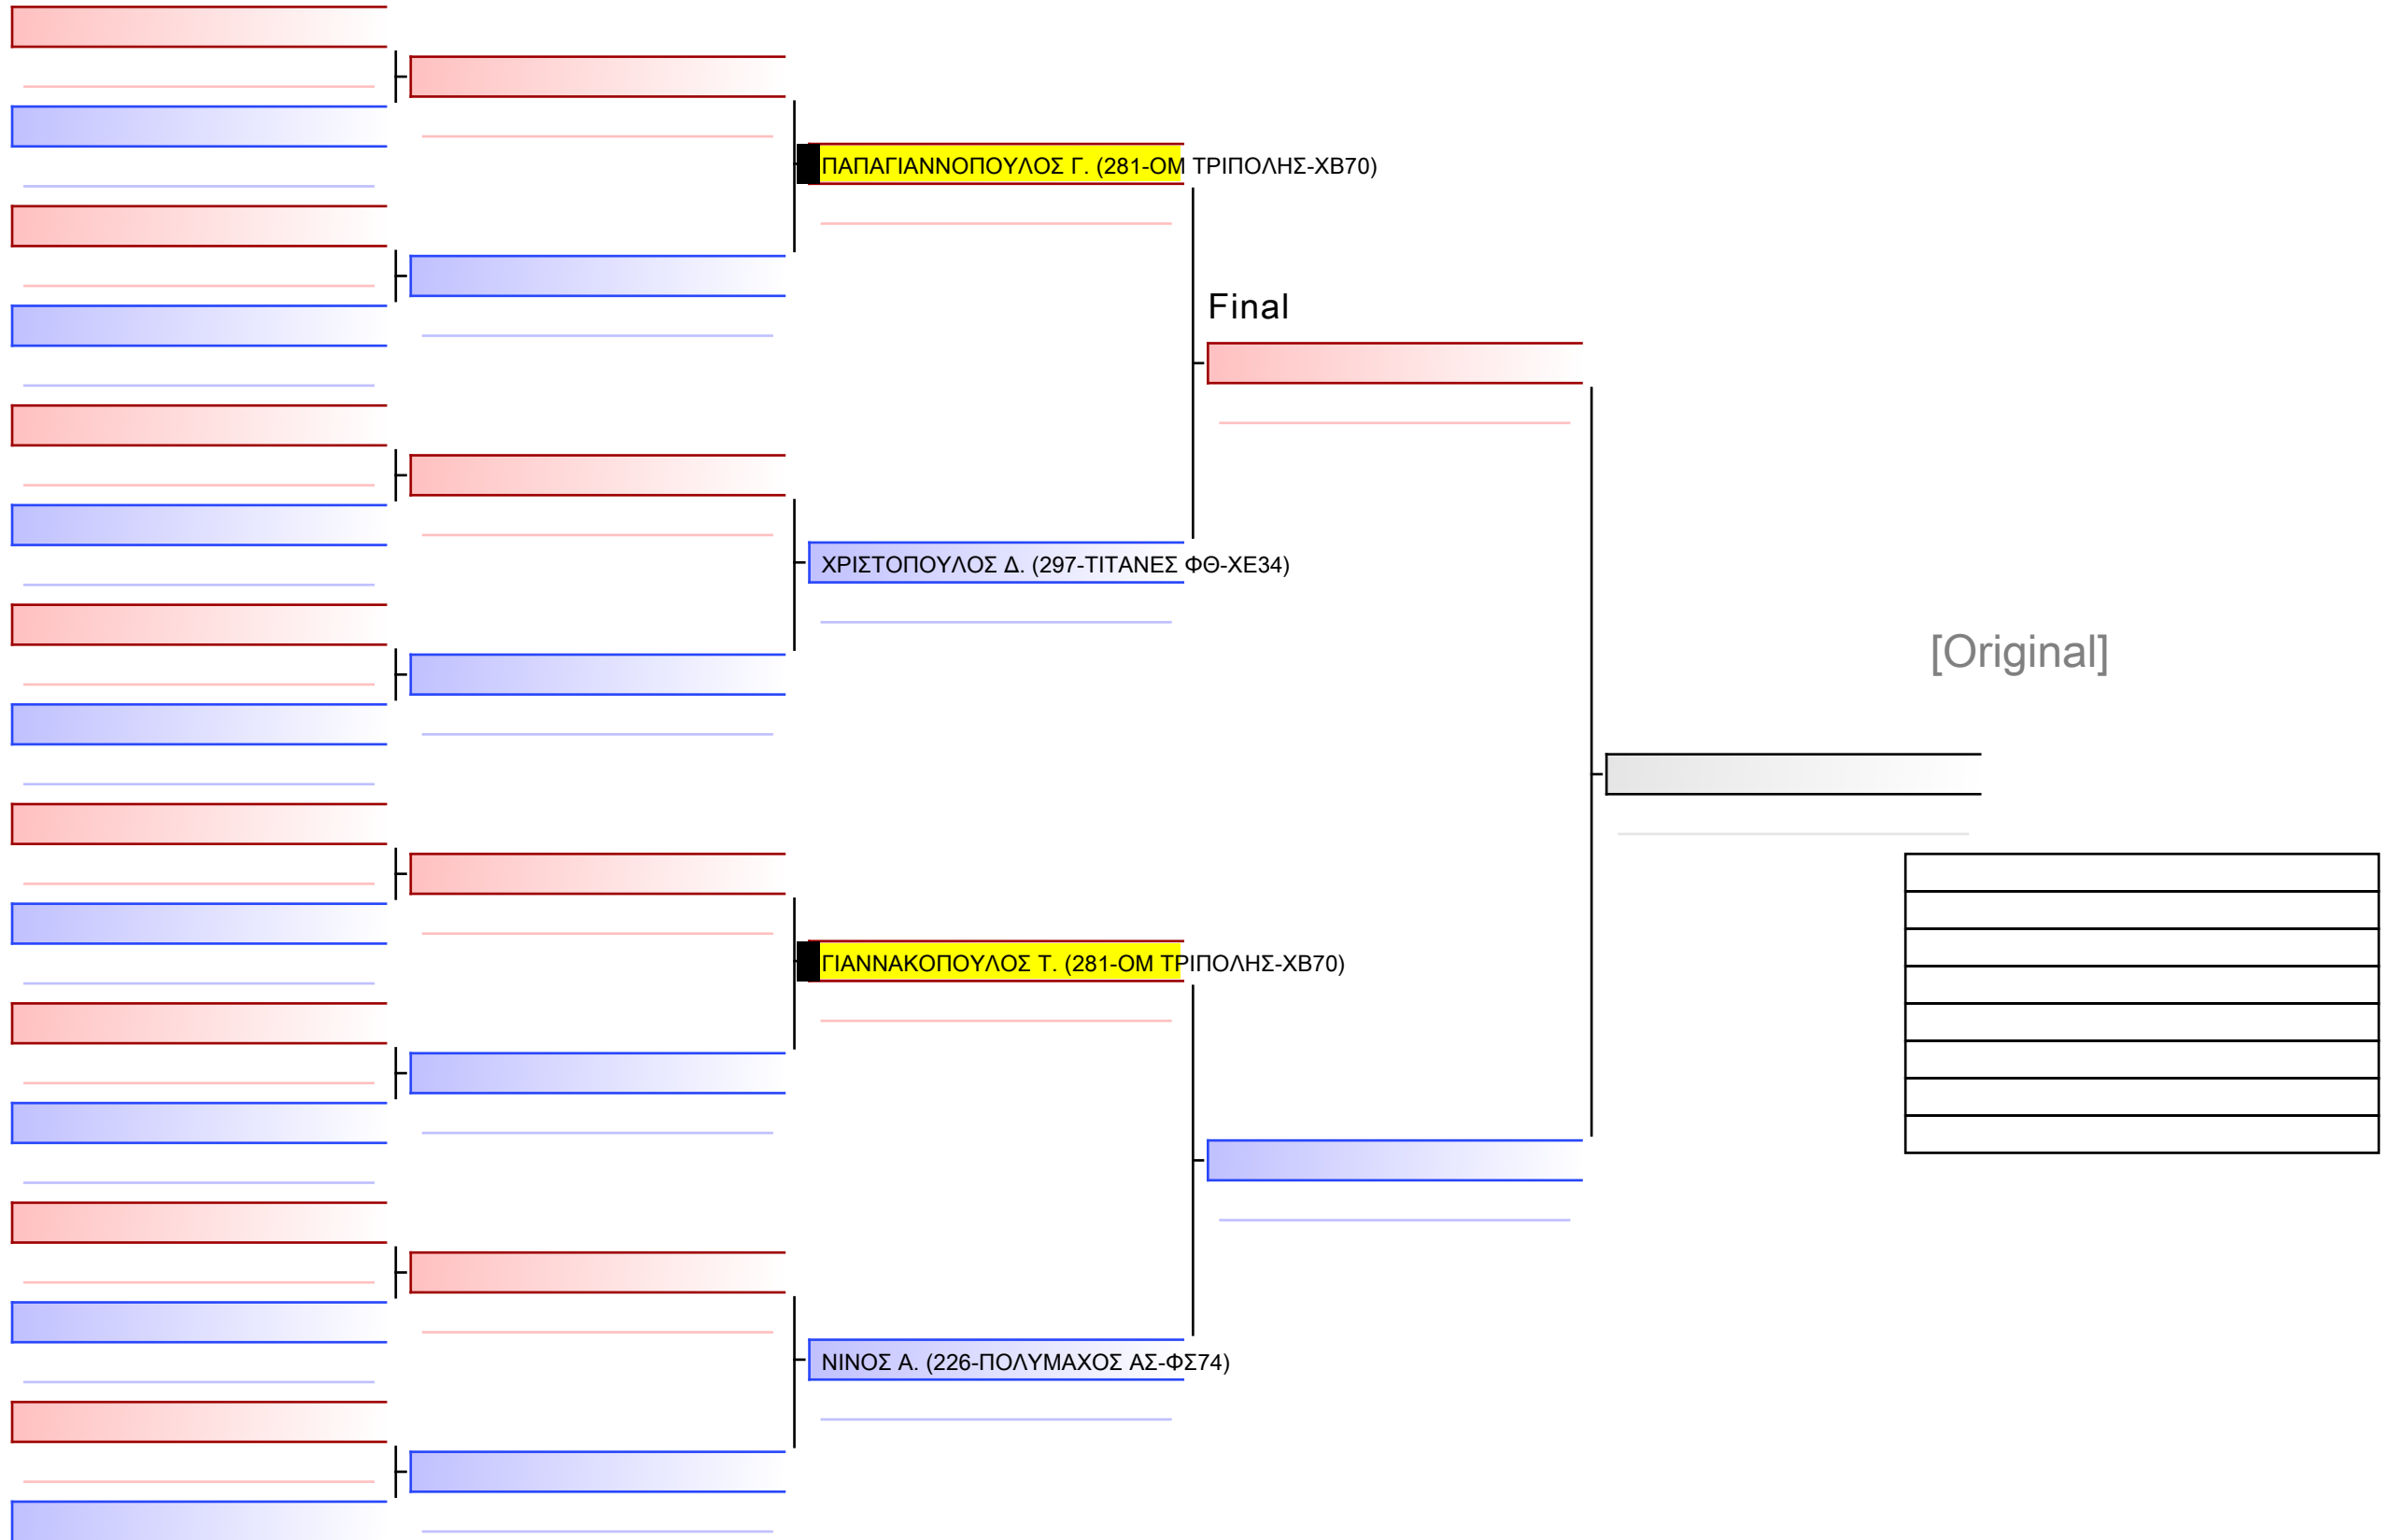 ΠΑΠΑΓΙΑΝΝΟΠΟΥΛΟΣ Γ. (281-ΟΜ ΤΡΙΠΟΛΗΣ-ΧΒ70)
Final
ΧΡΙΣΤΟΠΟΥΛΟΣ Δ. (297-ΤΙΤΑΝΕΣ ΦΘ-ΧΕ34)
[Original]
ΓΙΑΝΝΑΚΟΠΟΥΛΟΣ Τ. (281-ΟΜ ΤΡΙΠΟΛΗΣ-ΧΒ70)
ΝΙΝΟΣ Α. (226-ΠΟΛΥΜΑΧΟΣ ΑΣ-ΦΣ74)